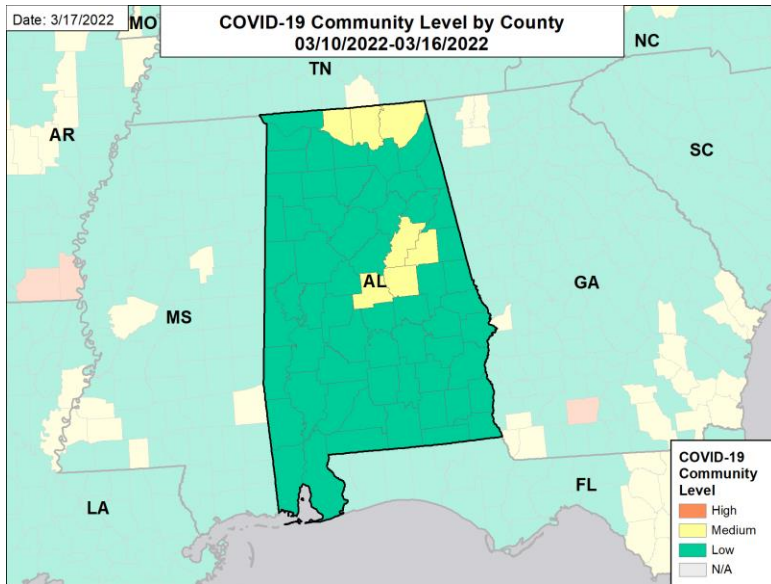 Date: 3/17/2022
COVID-19 Community Level by County
03/10/2022-03/16/2022
MO
NC
TN
AR
SC
AL
GA
MS
LA
FL
COVID-19
Community
Level
High
Medium
Low
N/A